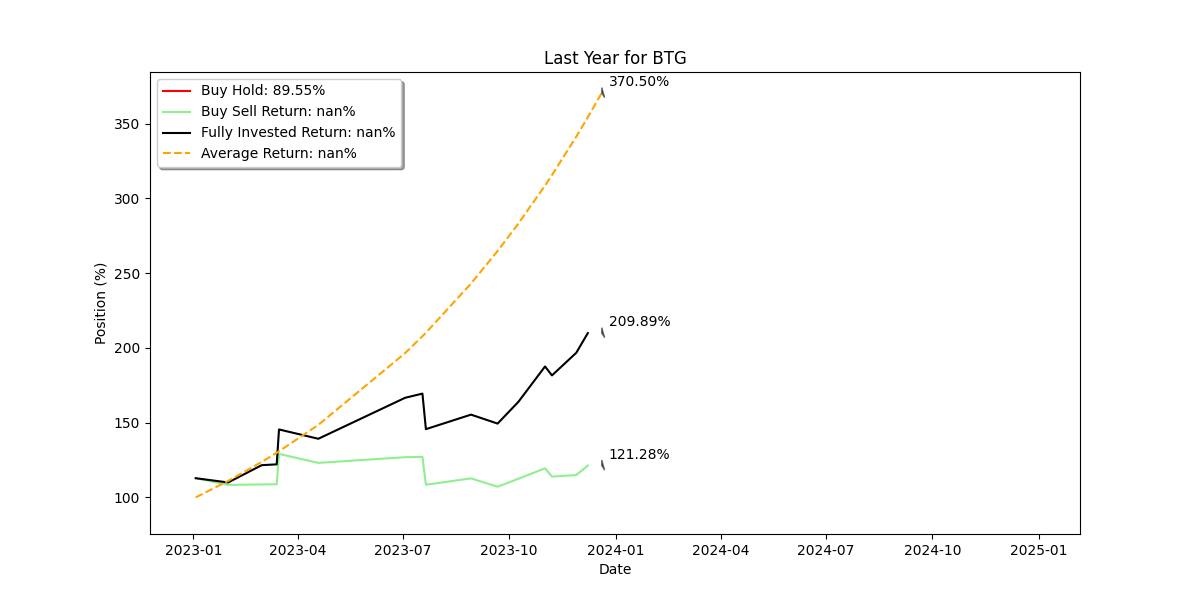 Last Year for BTG
370.50%
Buy Hold: 89.55%
Buy Sell Return: nan%
Fully Invested Return: nan%
Average Return: nan%
350
300
250
200
150
100
Position (%)
209.89%
121.28%
2023-01 2023-04 2023-07 2023-10 2024-01 2024-04 2024-07 2024-10 2025-01
Date